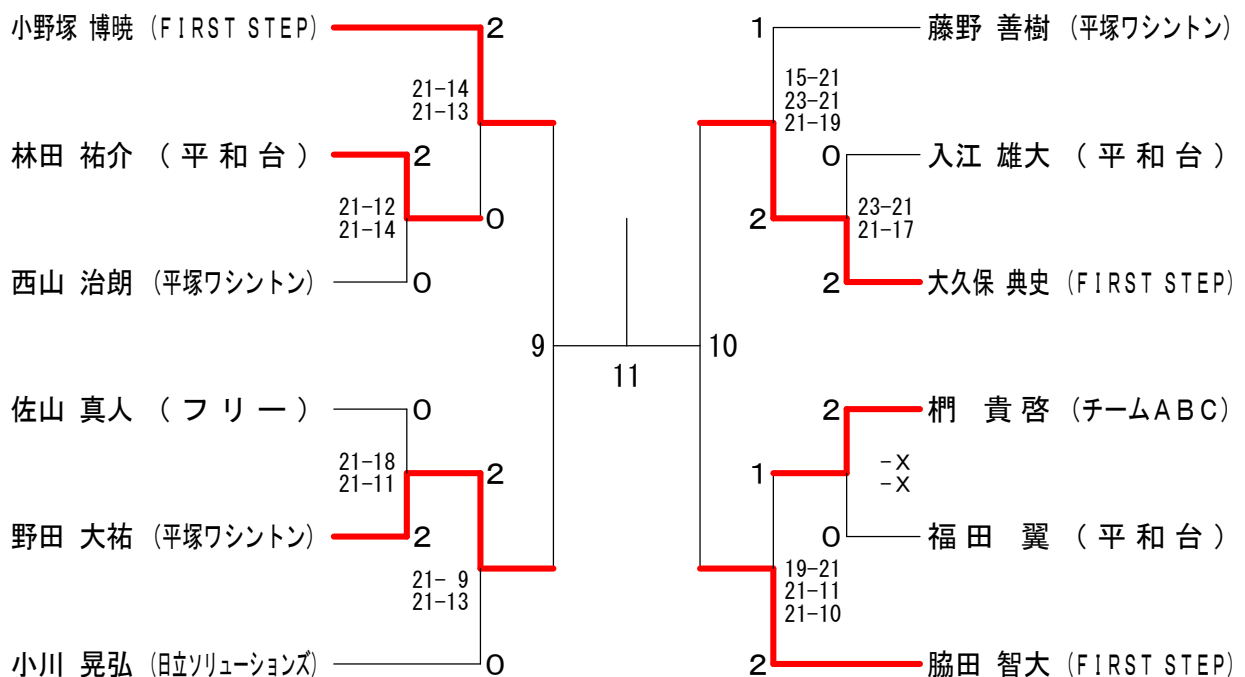 小野塚 博暁 (FIRST STEP)
2
21-14
21-13
林田 祐介 (平和台)
2
21-12
21-14
0
西山 治朗 (平塚ワシントン)
0
佐山 真人 (フリー)
0
21-18
21-11
2
野田 大祐 (平塚ワシントン)
2
21- 9
21-13
小川 晃弘 (日立ソリューションズ)
0
9
11
10
1
藤野 善樹 (平塚ワシントン)
15-21
23-21
21-19
0
入江 雄大 (平和台)
2
23-21
21-17
2
大久保 典史 (FIRST STEP)
2
椚 貴啓 (チームABC)
1
-X
-X
0
福田 翼 (平和台)
19-21
21-11
21-10
2
脇田 智大 (FIRST STEP)